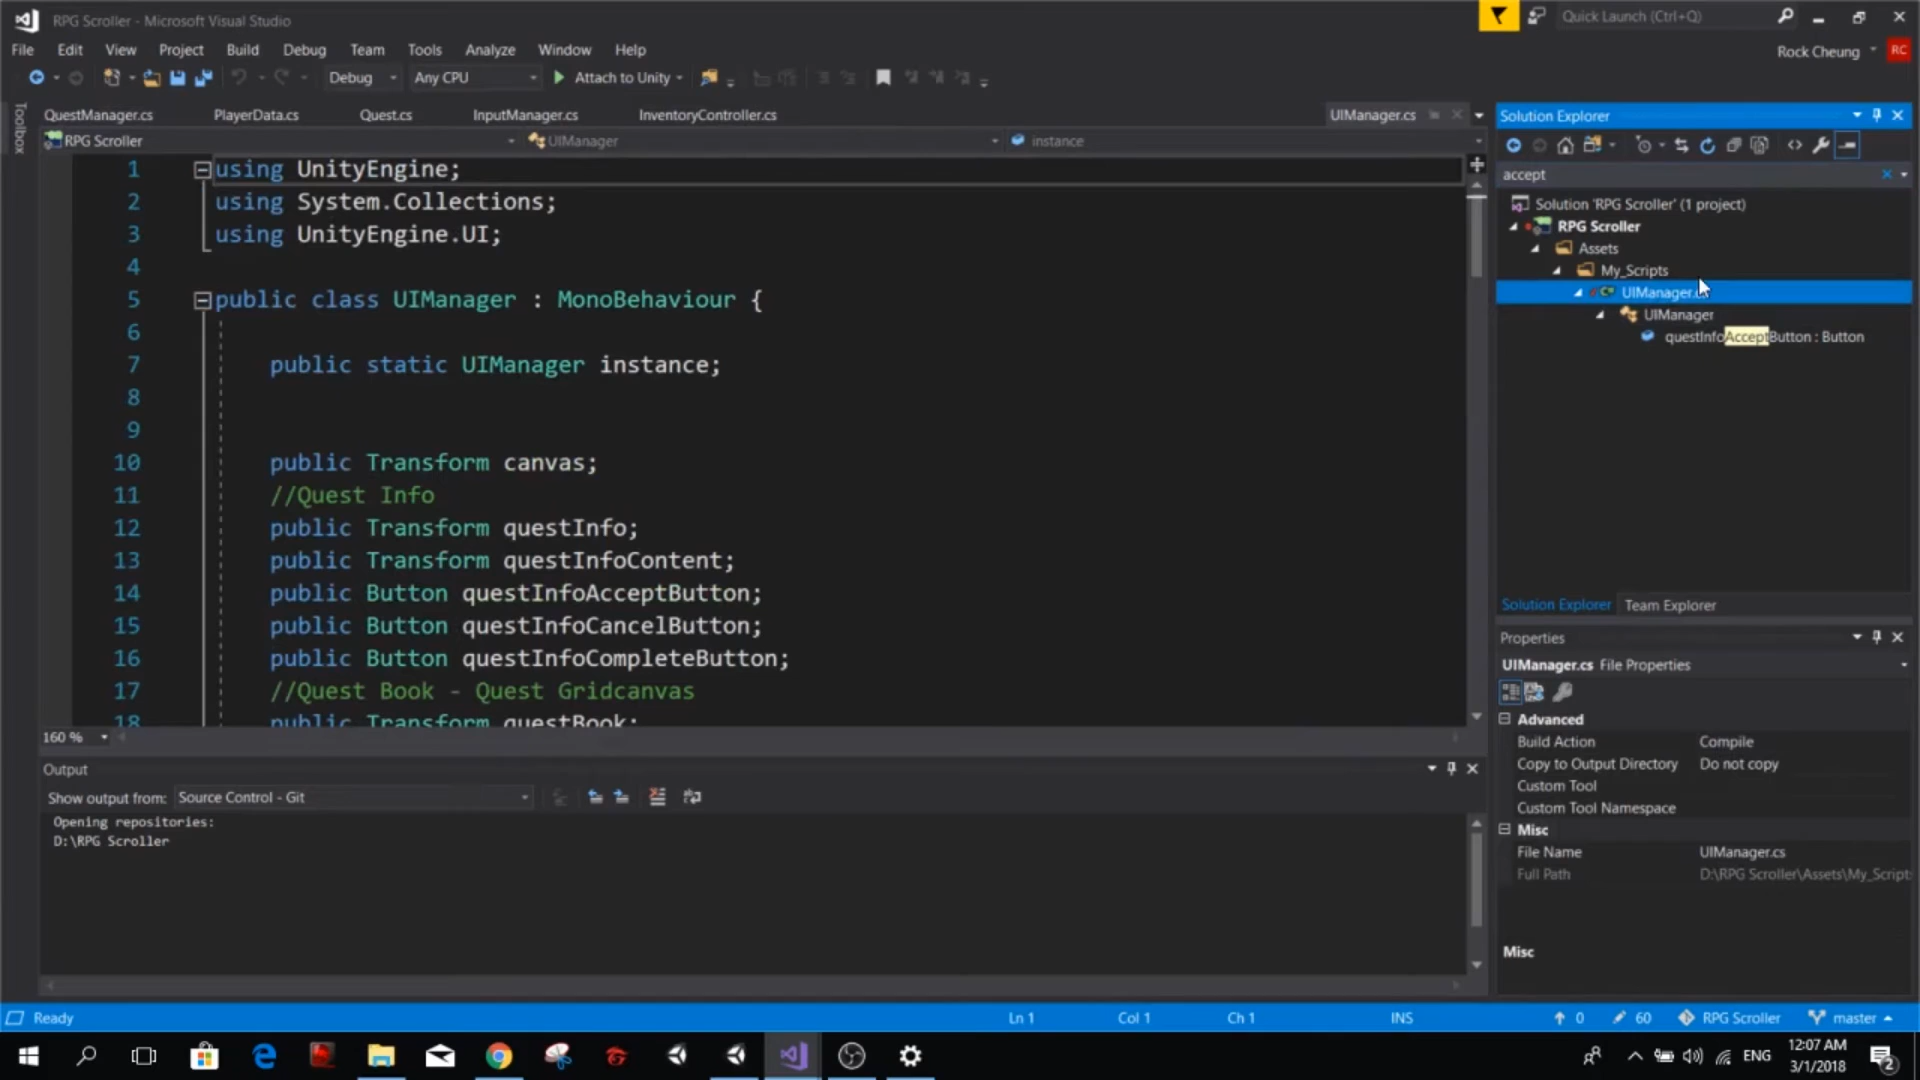 RPG Scroller - Microsoft Visual Studio
Quick Launch (Ctrl+Q)
File Edit View Project Build Debug Team Tools Analyze Window Help
Rock Cheung RC
Debug Any CPU Attach to Unity
Toolbox
QuestManager.cs PlayerData.cs Quest.cs InputManager.cs InventoryController.cs UIManager.cs
RPG Scroller UIManager instance
1 using UnityEngine;
2 using System.Collections;
3 using UnityEngine.UI;
4
5 public class UIManager : MonoBehaviour {
6
7 public static UIManager instance;
8
9
10 public Transform canvas;
11 //Quest Info
12 public Transform questInfo;
13 public Transform questInfoContent;
14 public Button questInfoAcceptButton;
15 public Button questInfoCancelButton;
16 public Button questInfoCompleteButton;
17 //Quest Book - Quest Gridcanvas
18 public Transform questBook;
160 %
Output
Show output from: Source Control - Git
Opening repositories:
D:\RPG Scroller
Solution Explorer
accept
Solution 'RPG Scroller' (1 project)
RPG Scroller
Assets
My_Scripts
UIManager.cs
UIManager
questInfoAcceptButton : Button
Solution Explorer Team Explorer
Properties
UIManager.cs File Properties
Advanced
Build Action Compile
Copy to Output Directory Do not copy
Custom Tool
Custom Tool Namespace
Misc
File Name UIManager.cs
Full Path D:\RPG Scroller\Assets\My_Script
Misc
Ready Ln 1 Col 1 Ch 1 INS 0 60 RPG Scroller master
ENG 12:07 AM
3/1/2018
2